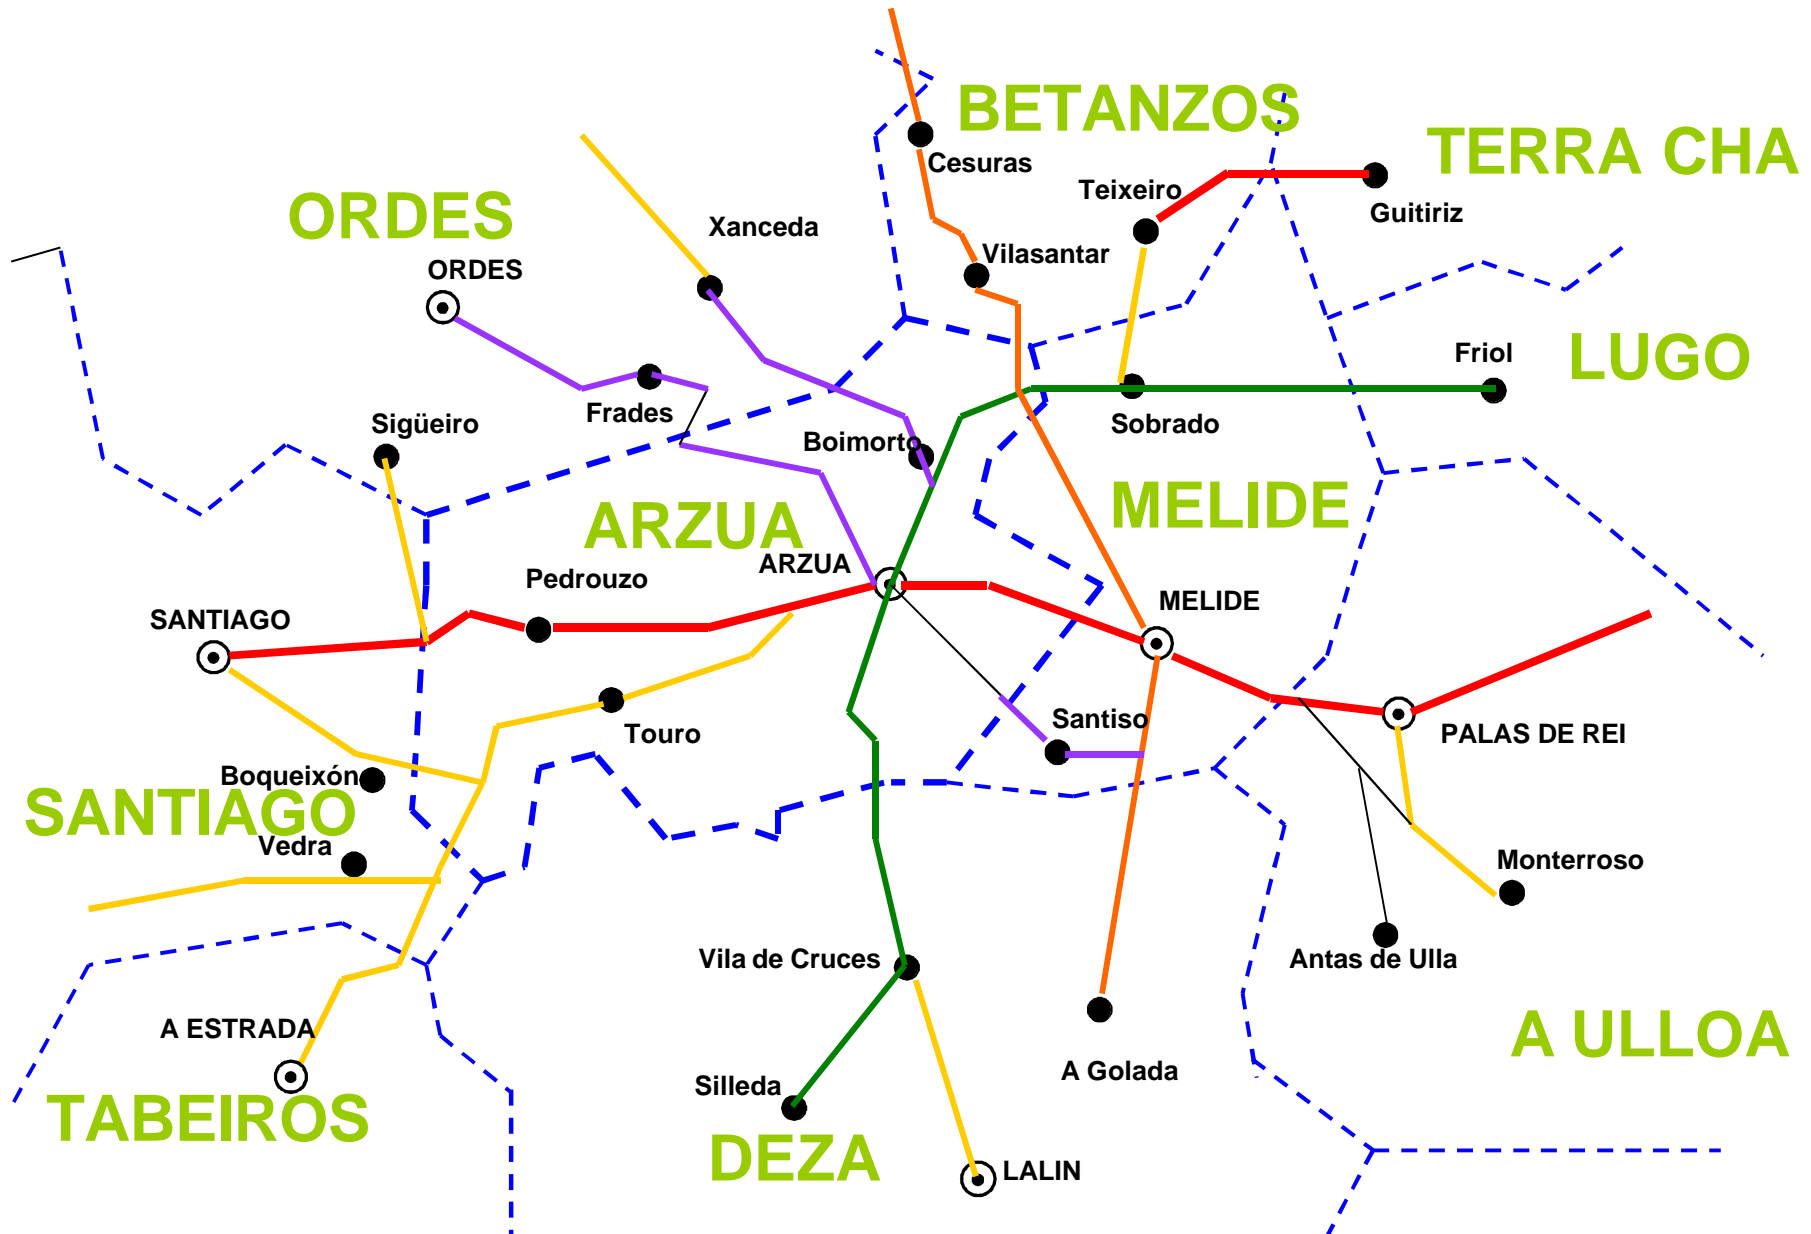 BETANZOS
TERRA CHA
Cesuras
Teixeiro
Guitiriz
ORDES
Xanceda
Vilasantar
ORDES
Friol
LUGO
Frades
Sigüeiro
Sobrado
Boimorto
ARZUA
MELIDE
ARZUA
Pedrouzo
MELIDE
SANTIAGO
Santiso
Touro
PALAS DE REI
Boqueixón
SANTIAGO
Vedra
Monterroso
Vila de Cruces
Antas de Ulla
A ESTRADA
A ULLOA
A Golada
Silleda
TABEIROS
DEZA
LALIN